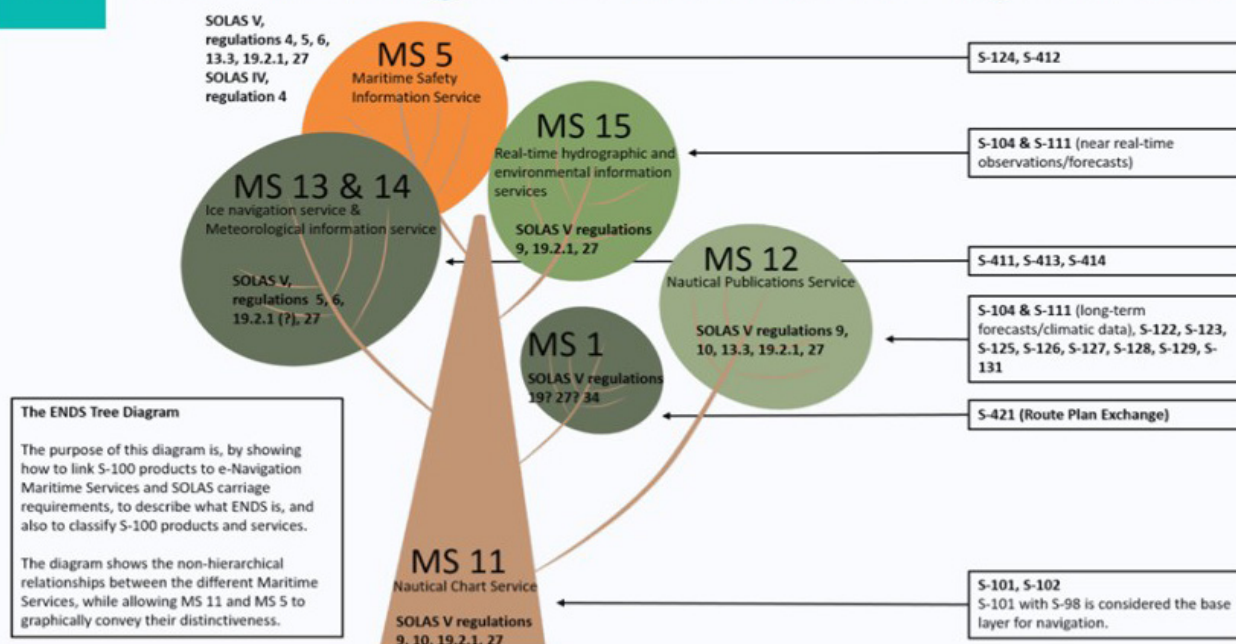 SOLAS V,
regulations 4, 5, 6,
13.3, 19.2.1, 27
SOLAS IV,
regulation 4
MS 5
Maritime Safety
Information Service
S-124, S-412
MS 15
Real-time hydrographic and
environmental information
services
SOLAS V regulations
9, 19.2.1, 27
S-104 & S-111 (near real-time
observations/forecasts)
MS 13 & 14
Ice navigation service &
Meteorological information service
SOLAS V,
regulations 5, 6,
19.2.1 (?), 27
S-411, S-413, S-414
MS 12
Nautical Publications Service
SOLAS V regulations 9,
10, 13.3, 19.2.1, 27
S-104 & S-111 (long-term
forecasts/climatic data), S-122, S-123,
S-125, S-126, S-127, S-128, S-129, S-
131
MS 1
SOLAS V regulations
19? 27? 34
S-421 (Route Plan Exchange)
The ENDS Tree Diagram
The purpose of this diagram is, by showing
how to link S-100 products to e-Navigation
Maritime Services and SOLAS carriage
requirements, to describe what ENDS is, and
also to classify S-100 products and services.
The diagram shows the non-hierarchical
relationships between the different Maritime
Services, while allowing MS 11 and MS 5 to
graphically convey their distinctiveness.
MS 11
Nautical Chart Service
SOLAS V regulations
9, 10, 19.2.1, 27
S-101, S-102
S-101 with S-98 is considered the base
layer for navigation.